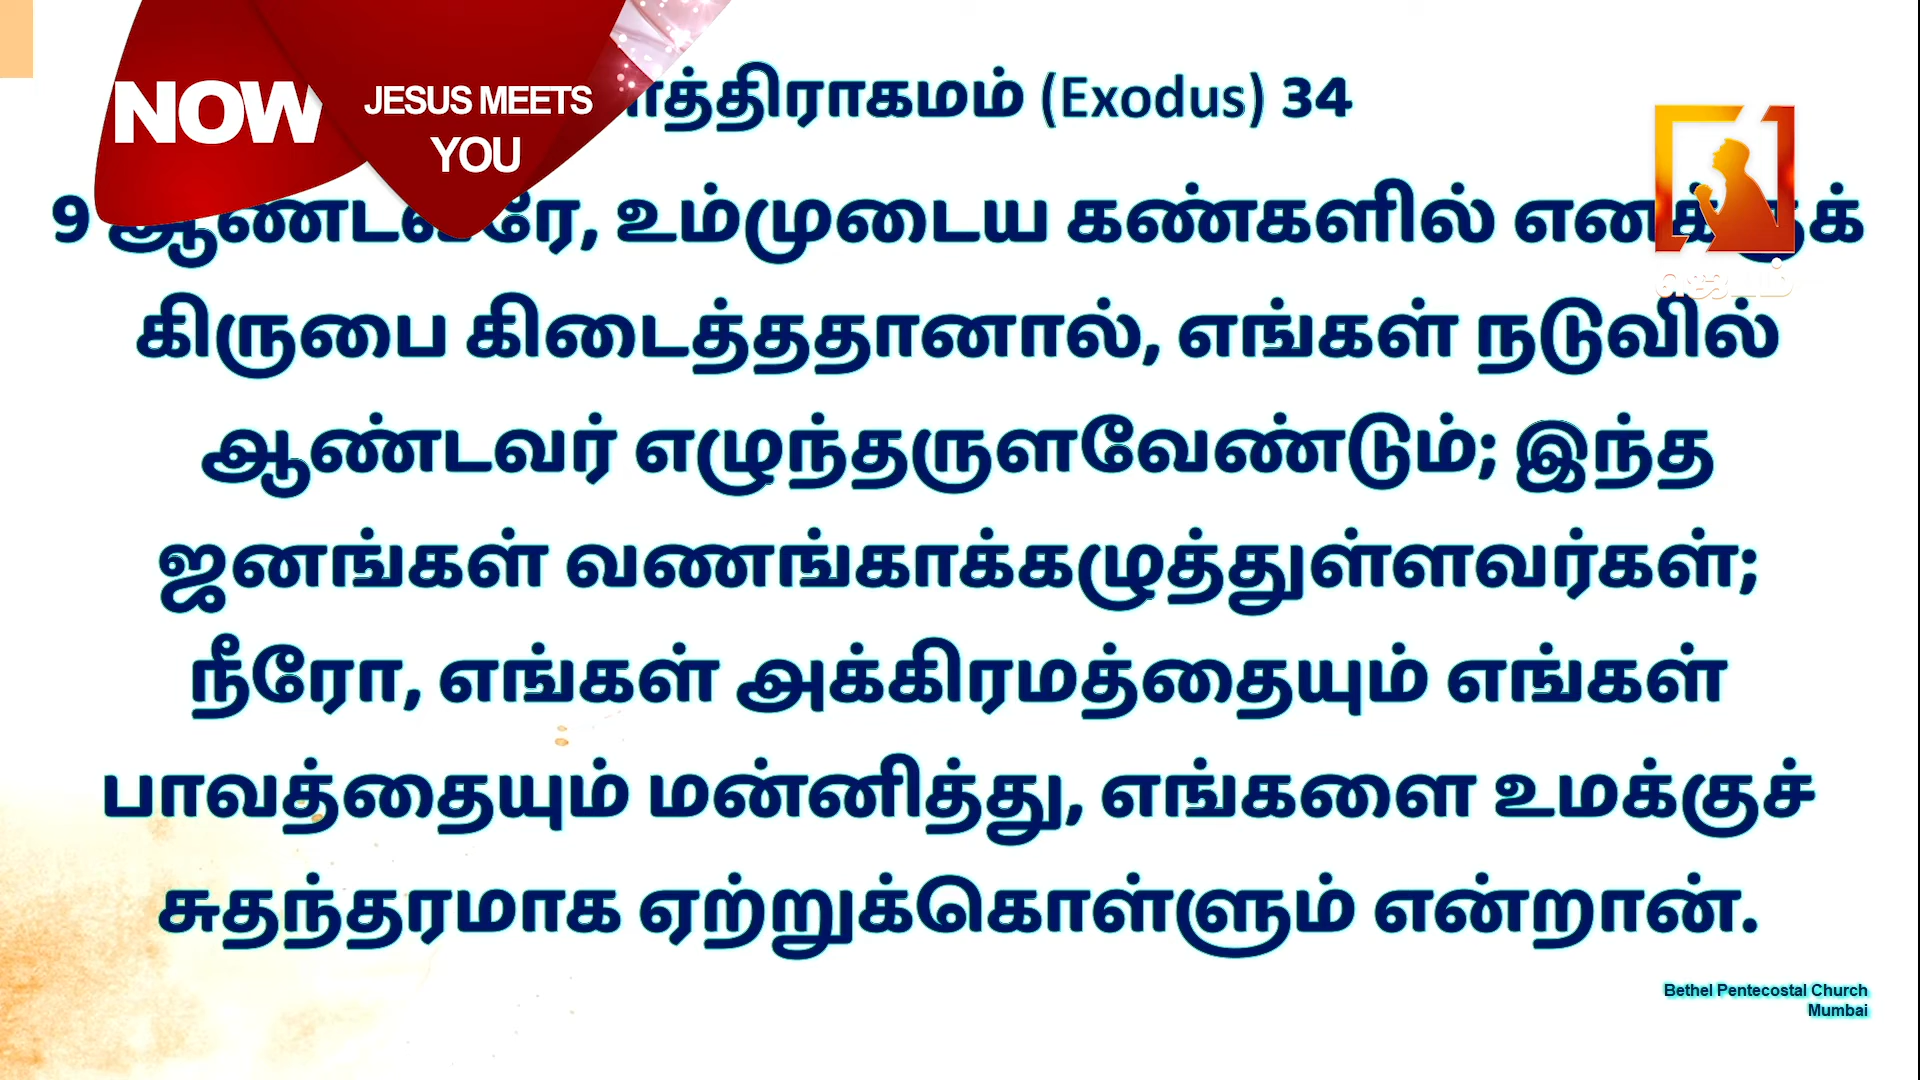 NOW JESUS MEETS
YOU
(Exodus) 34
9 உம்முடைய கண்களில்
கிருபை கிடைத்ததானால், எங்கள் நடுவில்
ஆண்டவர் எழுந்தருளவேண்டும்; இந்த
ஜனங்கள் வணங்காக்கழுத்துள்ளவர்கள்;
நீரோ, எங்கள் அக்கிரமத்தையும் எங்கள்
பாவத்தையும் மன்னித்து, எங்களை உமக்குச்
சுதந்தரமாக ஏற்றுக்கொள்ளும் என்றான்.
Bethel Pentecostal Church
Mumbai